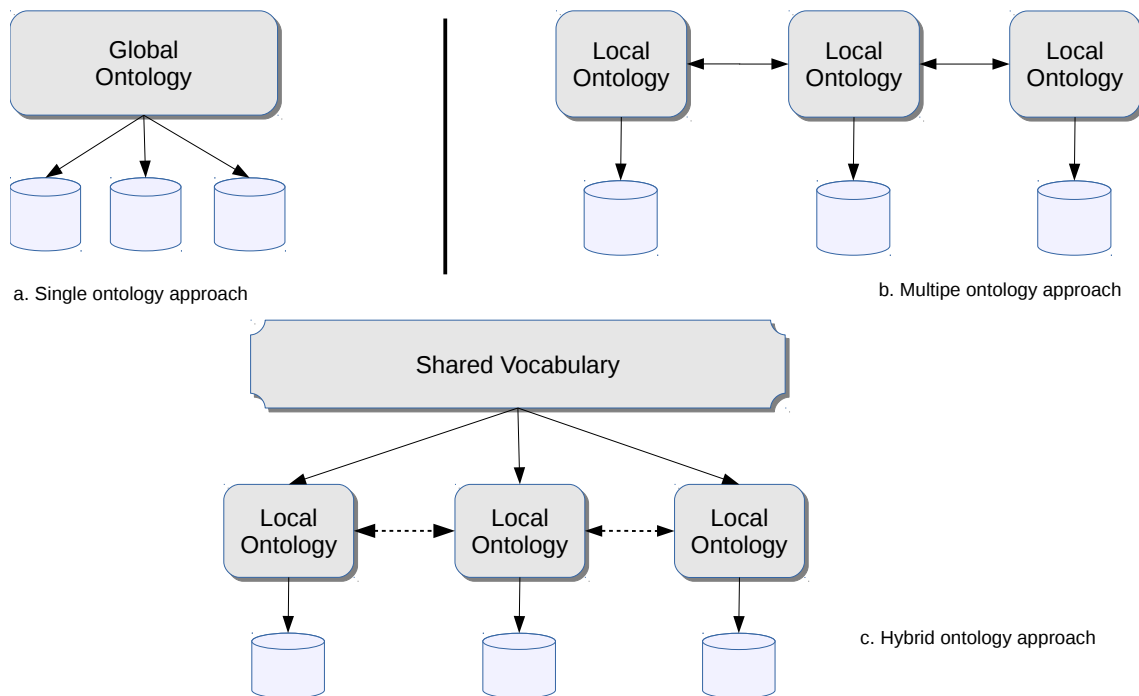 Global
Ontology
Local
Ontology
Local
Ontology
Local
Ontology
a. Single ontology approach
b. Multipe ontology approach
Shared Vocabulary
Local
Ontology
Local
Ontology
Local
Ontology
c. Hybrid ontology approach